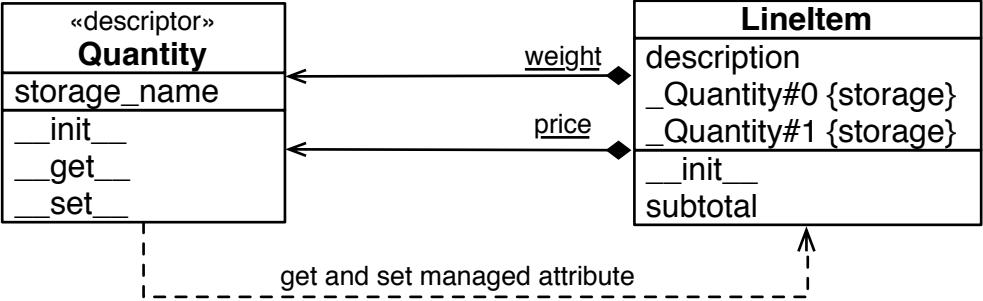 «descriptor»
Quantity
storage_name
__init__
__get__
__set__
weight
price
LineItem
description
_Quantity#0 {storage}
_Quantity#1 {storage}
__init__
subtotal
get and set managed attribute